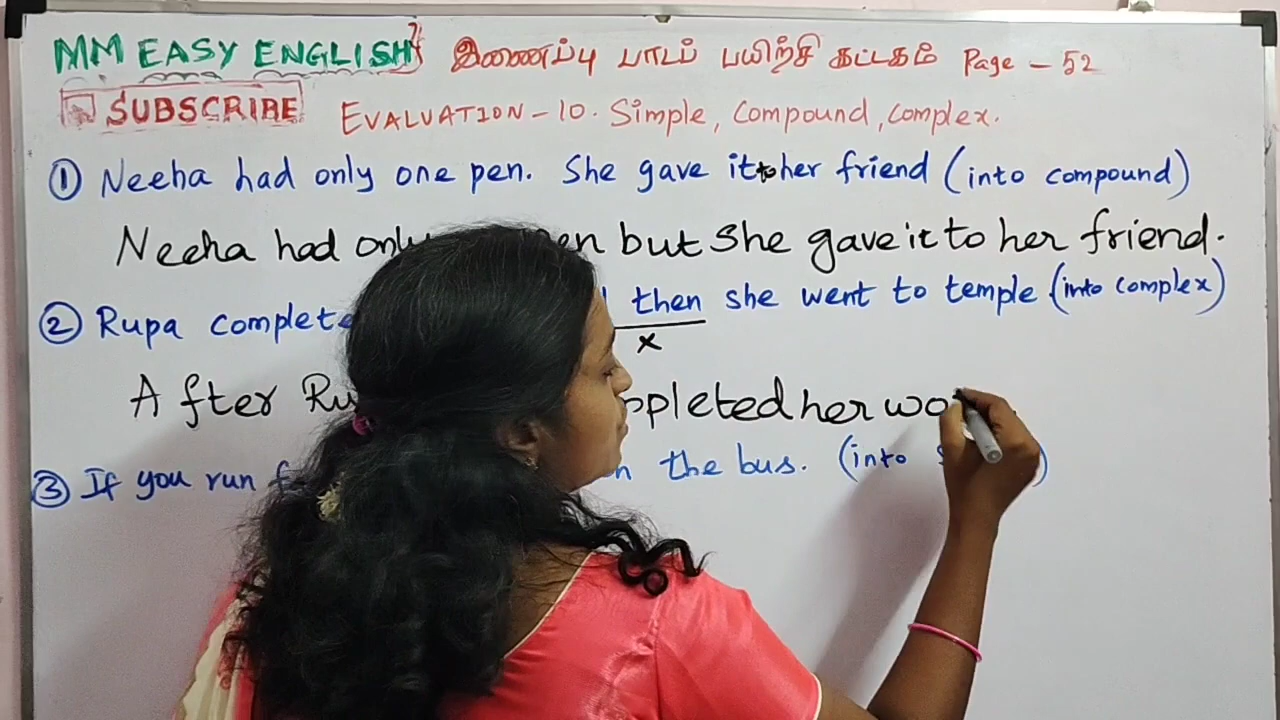 MM EASY ENGLISH இணைப்பு பாடப் பயிற்சி கட்டகம் Page - 52
SUBSCRIBE EVALUATION - 10. Simple, Compound, Complex.
① Neeha had only one pen. She gave it to her friend (into compound)
Neeha had only but She gave it to her friend.
② Rupa then she went to temple (into complex)
x
After her
③ If you run the bus. (into